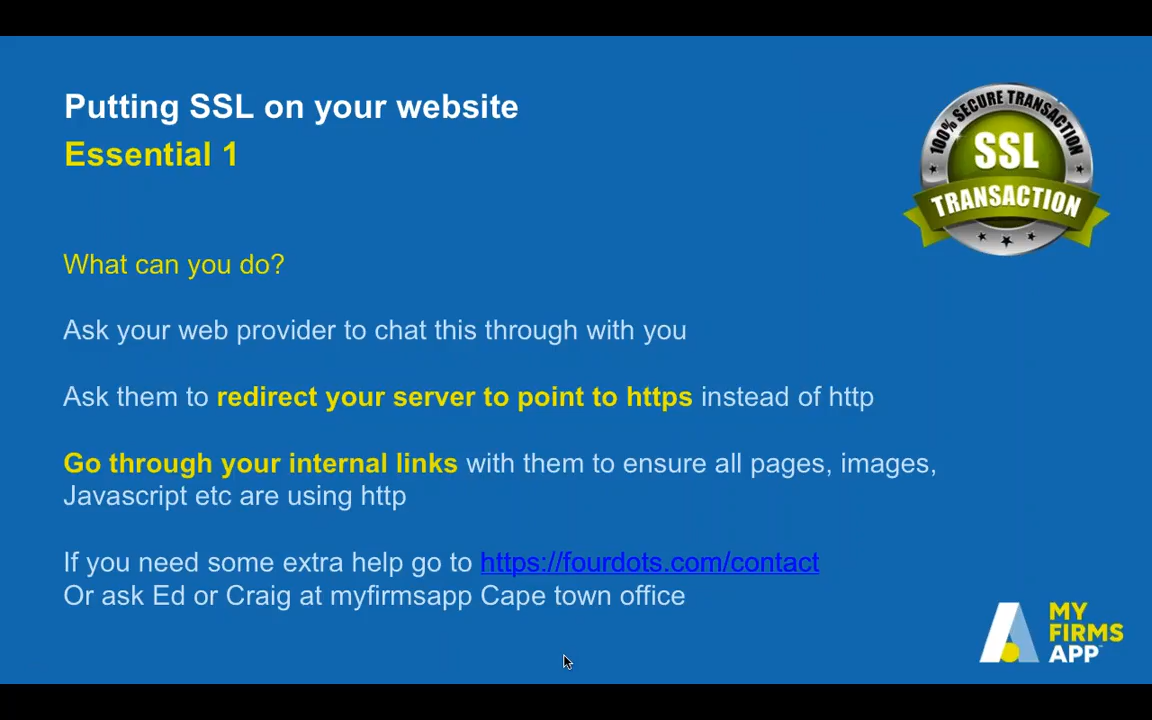 Putting SSL on your website
Essential 1
100% SECURE TRANSACTION
SSL
TRANSACTION
What can you do?
Ask your web provider to chat this through with you
Ask them to redirect your server to point to https instead of http
Go through your internal links with them to ensure all pages, images,
Javascript etc are using http
If you need some extra help go to https://fourdots.com/contact
Or ask Ed or Craig at myfirmsapp Cape town office
MY
FIRMS
APP